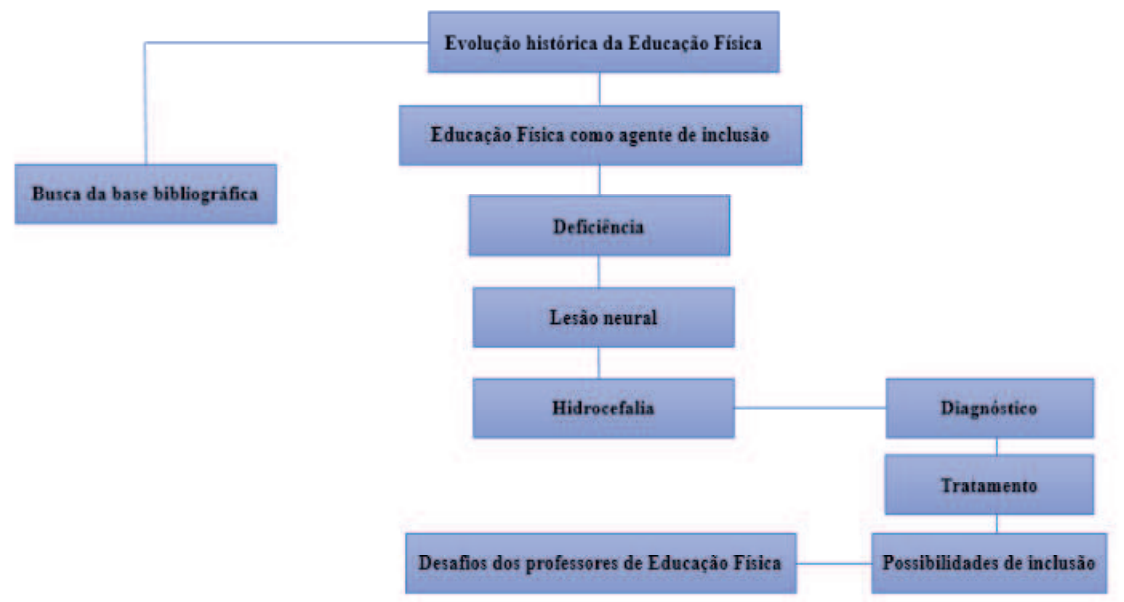 Evolução histórica da Educação Física
Educação Física como agente de inclusão
Busca da base bibliográfica
Deficiência
Lesão neural
Hidrocefalia
Diagnóstico
Tratamento
Desafios dos professores de Educação Física
Possibilidades de inclusão